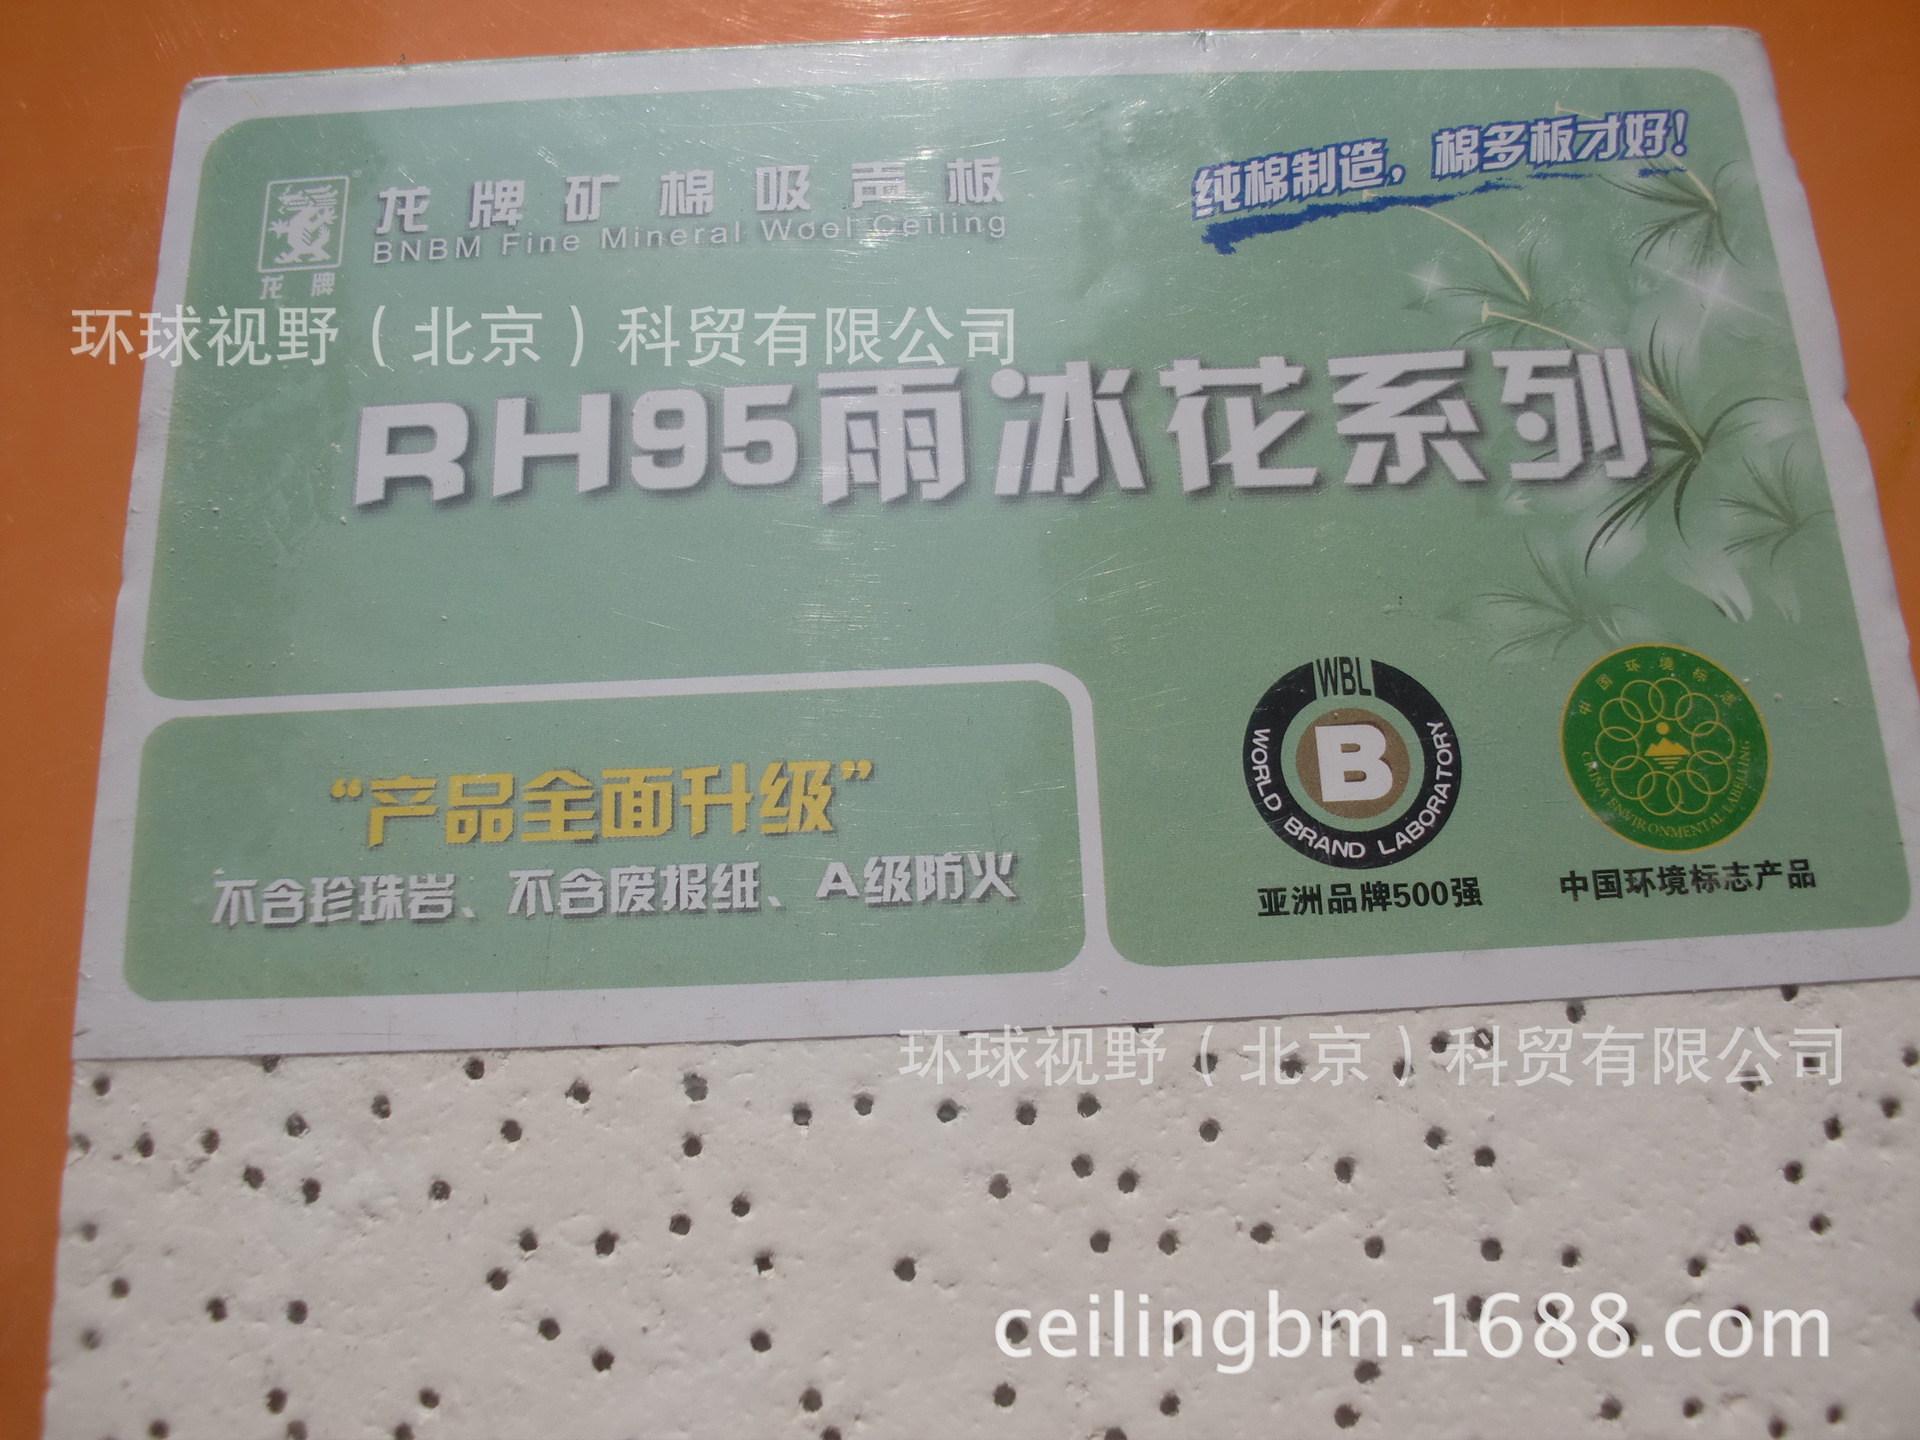 龙牌矿棉吸声板
BNBM Fine Mineral Wool Ceiling
龙牌
纯棉制造，棉多板才好！
环球视野（北京）科贸有限公司
RH95雨冰花系列
“产品全面升级”
不含珍珠岩、不含废报纸、A级防火
WBL
B
WORLD BRAND LABORATORY
亚洲品牌500强
中国环境标志
CHINA ENVIRONMENTAL LABELLING
中国环境标志产品
环球视野（北京）科贸有限公司
ceilingbm.1688.com